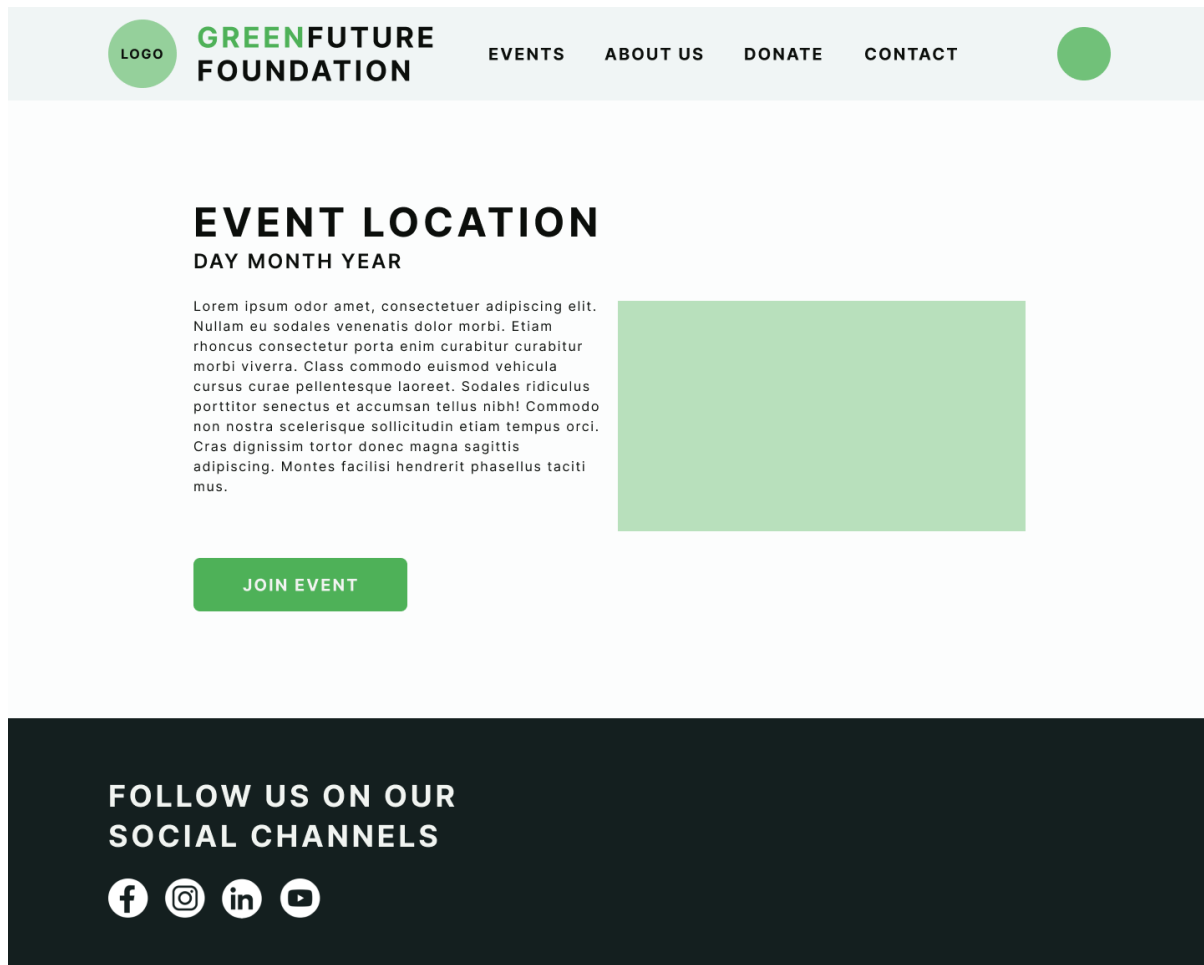 LOGO
GREENFUTURE
FOUNDATION
EVENTS ABOUT US DONATE CONTACT
EVENT LOCATION
DAY MONTH YEAR
Lorem ipsum odor amet, consectetuer adipiscing elit.
Nullam eu sodales venenatis dolor morbi. Etiam
rhoncus consectetur porta enim curabitur curabitur
morbi viverra. Class commodo euismod vehicula
cursus curae pellentesque laoreet. Sodales ridiculus
porttitor senectus et accumsan tellus nibh! Commodo
non nostra scelerisque sollicitudin etiam tempus orci.
Cras dignissim tortor donec magna sagittis
adipiscing. Montes facilisi hendrerit phasellus taciti
mus.
JOIN EVENT
FOLLOW US ON OUR
SOCIAL CHANNELS
f in